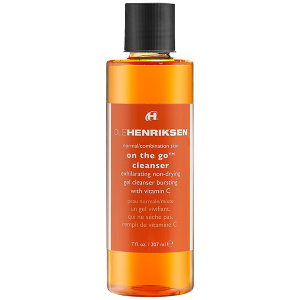 OLEHENRIKSEN
normal/combination skin
on the go™
cleanser
exhilarating non-drying
gel cleanser bursting
with vitamin C
peau normale/mixte
un gel vivifiant,
qui ne sèche pas,
rempli de vitamine C
7 fl. oz. / 207 ml e